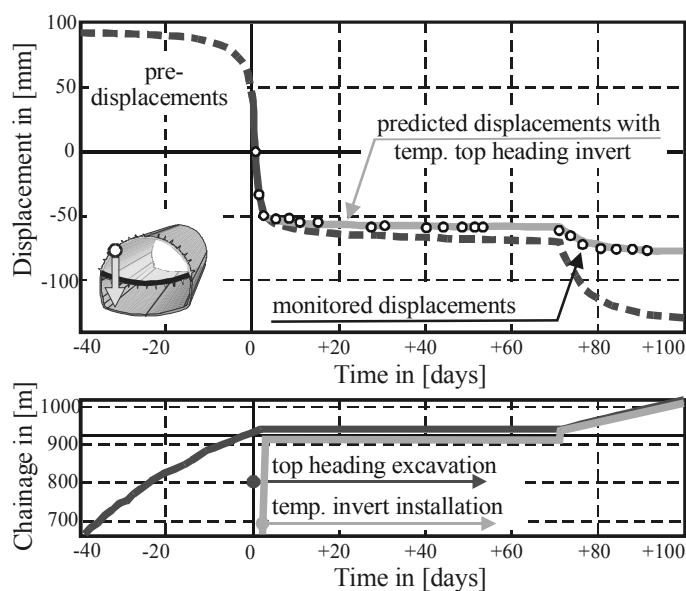 Displacement in [mm]
100
50
0
-50
-100
pre-
displacements
predicted displacements with
temp. top heading invert
monitored displacements
-40 -20 0 +20 +40 +60 +80 +100
Time in [days]
Chainage in [m]
1000
900
800
700
top heading excavation
temp. invert installation
-40 -20 0 +20 +40 +60 +80 +100
Time in [days]